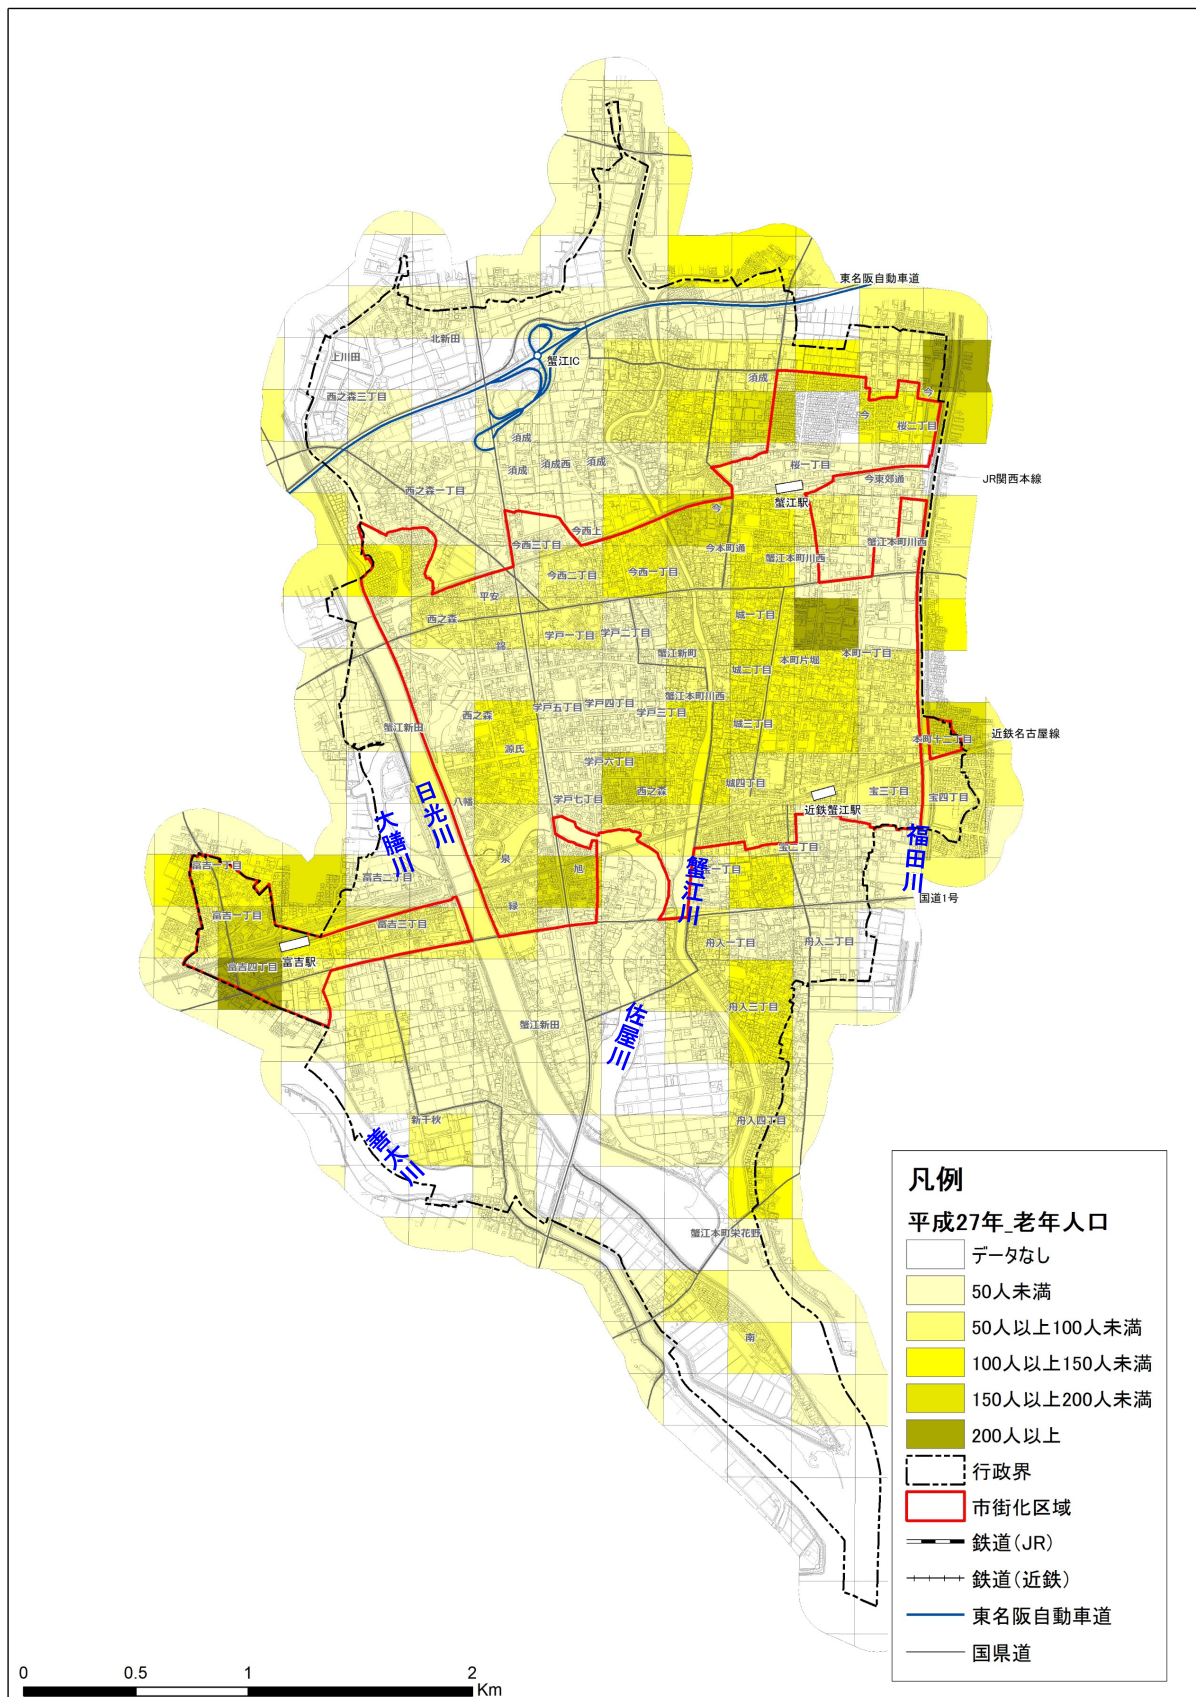 東名阪自動車道
北新田
上川田
蟹江IC
西之森三丁目
須成
今
今
桜二丁目
須成
須成西
須成
桜一丁目
今東郊通
JR関西本線
西之森一丁目
蟹江駅
今
今西上
今西三丁目
今本町通
蟹江本町川西
蟹江本町川西
今西二丁目
今西一丁目
平安
西之森
城一丁目
学戸一丁目
学戸二丁目
錦
蟹江新町
本町片堀
本町一丁目
城二丁目
蟹江本町川西
学戸四丁目
学戸五丁目
学戸三丁目
西之森
蟹江新田
城三丁目
源氏
近鉄名古屋線
本町十二丁目
学戸六丁目
城四丁目
西之森
宝三丁目
宝四丁目
八幡
学戸七丁目
近鉄蟹江駅
日光川
大膳川
福田川
宝二丁目
泉
旭
蟹江川
宝一丁目
富吉一丁目
富吉二丁目
国道1号
緑
富吉一丁目
富吉三丁目
舟入一丁目
舟入二丁目
富吉駅
富吉四丁目
舟入三丁目
佐屋川
蟹江新田
新千秋
舟入四丁目
善太川
蟹江本町栄花野
南
凡例
平成27年_老年人口
データなし
50人未満
50人以上100人未満
100人以上150人未満
150人以上200人未満
200人以上
行政界
市街化区域
鉄道(JR)
鉄道(近鉄)
東名阪自動車道
国県道
0 0.5 1 2
Km